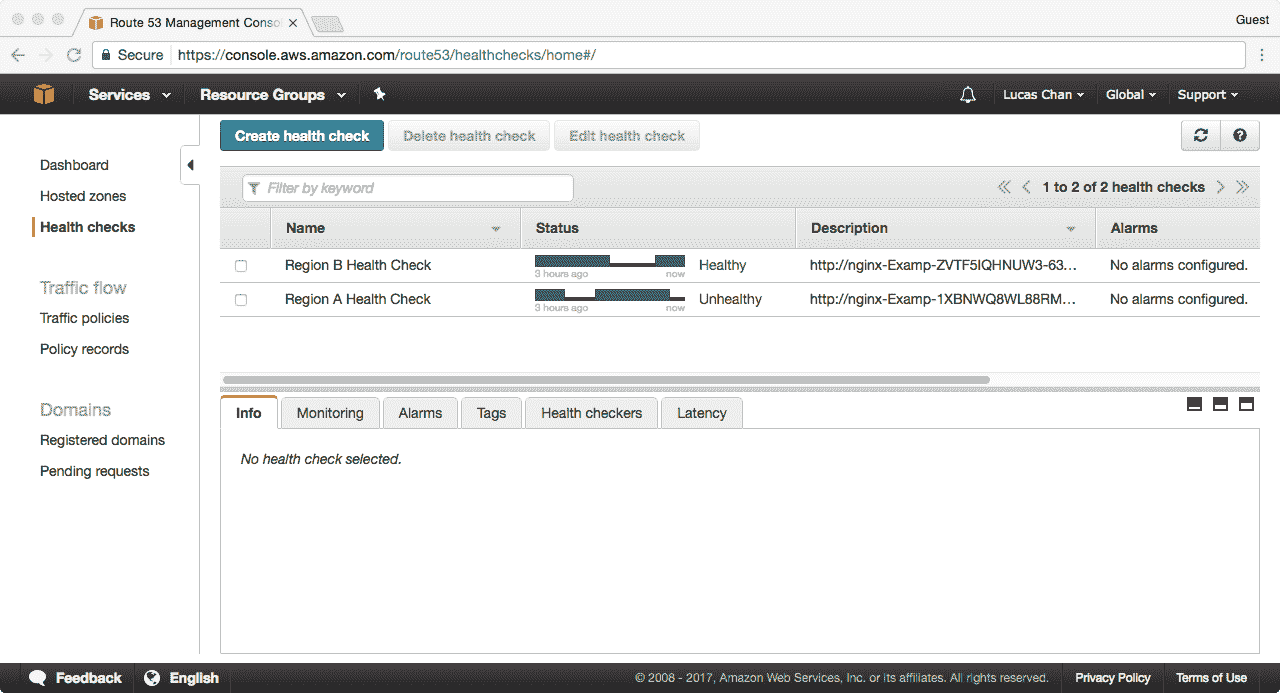 Route 53 Management Conso
Guest
Secure https://console.aws.amazon.com/route53/healthchecks/home#/
Services Resource Groups Lucas Chan Global Support
Create health check Delete health check Edit health check
Dashboard
Hosted zones
Health checks
Traffic flow
Traffic policies
Policy records
Domains
Registered domains
Pending requests
Filter by keyword
1 to 2 of 2 health checks
Name Status Description Alarms
Region B Health Check 3 hours ago now Healthy http://nginx-Examp-ZVTF5IQHNUW3-63... No alarms configured.
Region A Health Check 3 hours ago now Unhealthy http://nginx-Examp-1XBNWQ8WL88RM... No alarms configured.
Info Monitoring Alarms Tags Health checkers Latency
No health check selected.
Feedback English © 2008 - 2017, Amazon Web Services, Inc. or its affiliates. All rights reserved. Privacy Policy Terms of Use